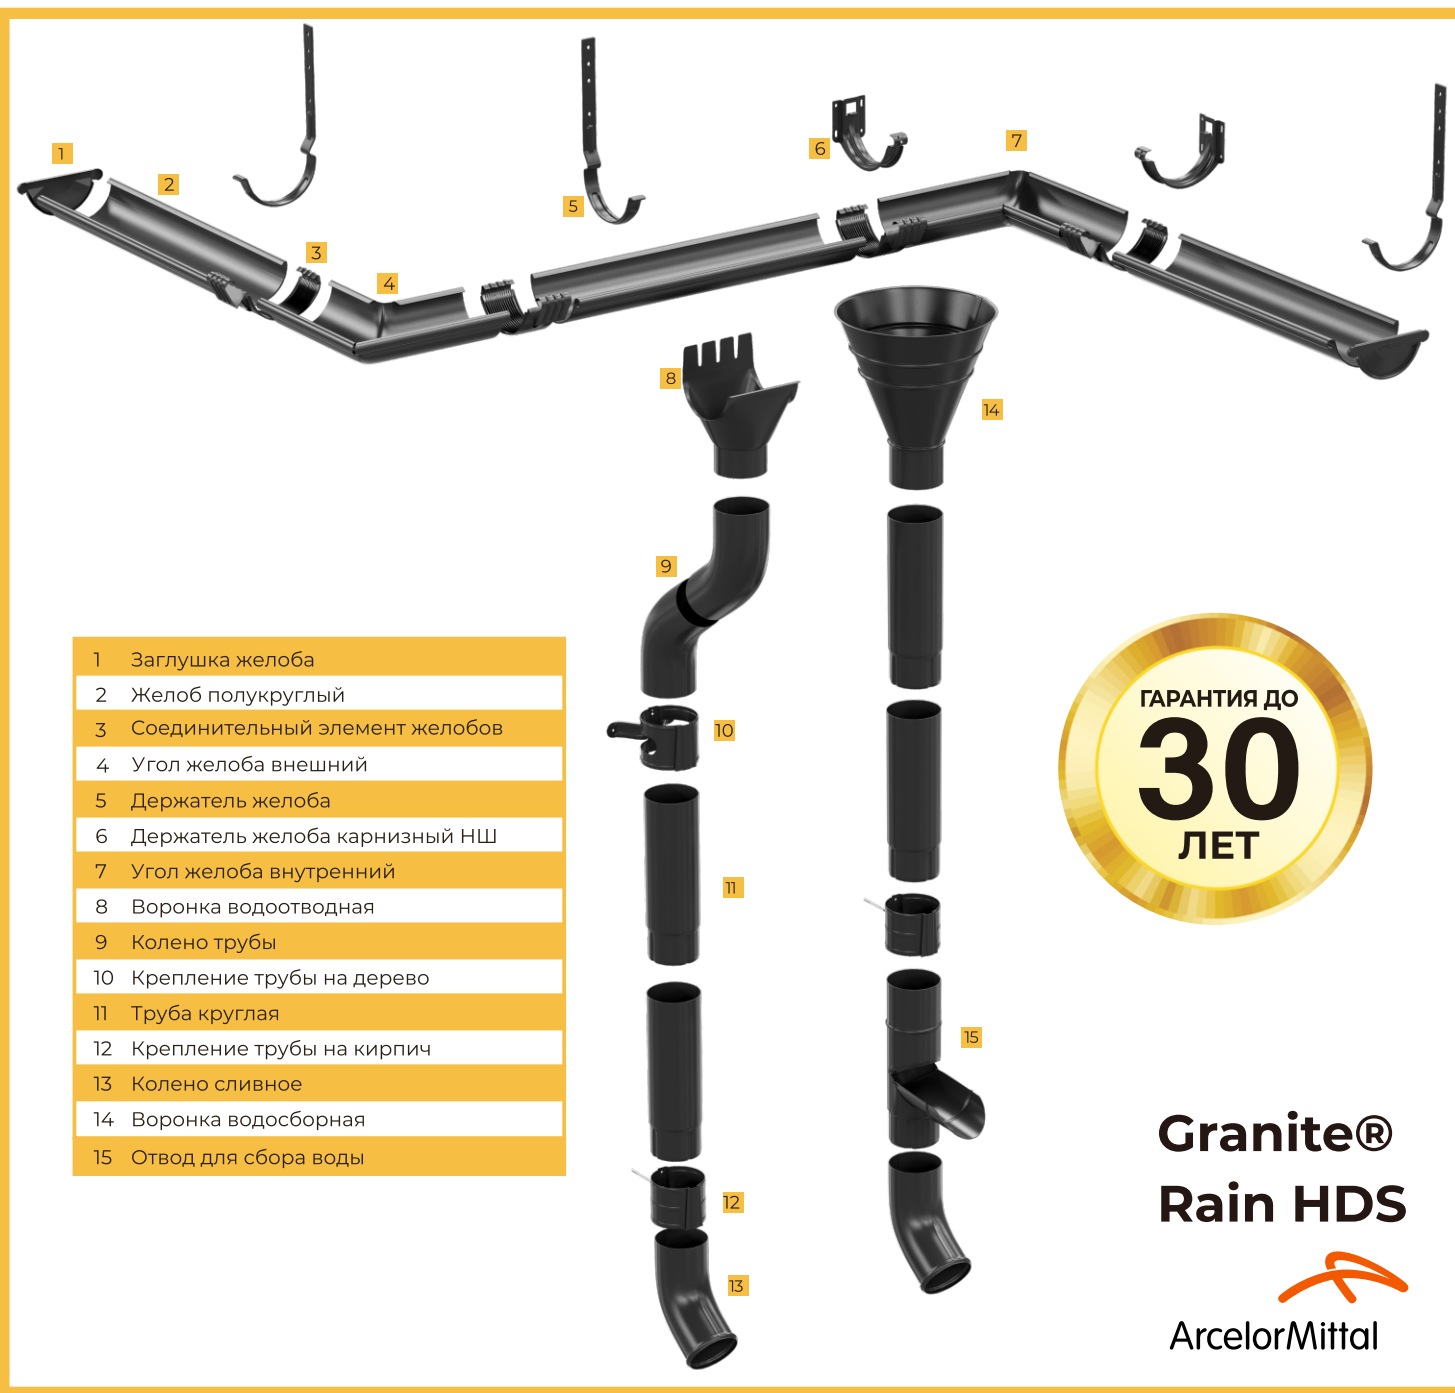 1
2
3
4
5
6
7
8
14
9
10
11
15
12
13
1 Заглушка желоба
2 Желоб полукруглый
3 Соединительный элемент желобов
4 Угол желоба внешний
5 Держатель желоба
6 Держатель желоба карнизный НШ
7 Угол желоба внутренний
8 Воронка водоотводная
9 Колено трубы
10 Крепление трубы на дерево
11 Труба круглая
12 Крепление трубы на кирпич
13 Колено сливное
14 Воронка водосборная
15 Отвод для сбора воды
ГАРАНТИЯ ДО
30
ЛЕТ
Granite®
Rain HDS
ArcelorMittal